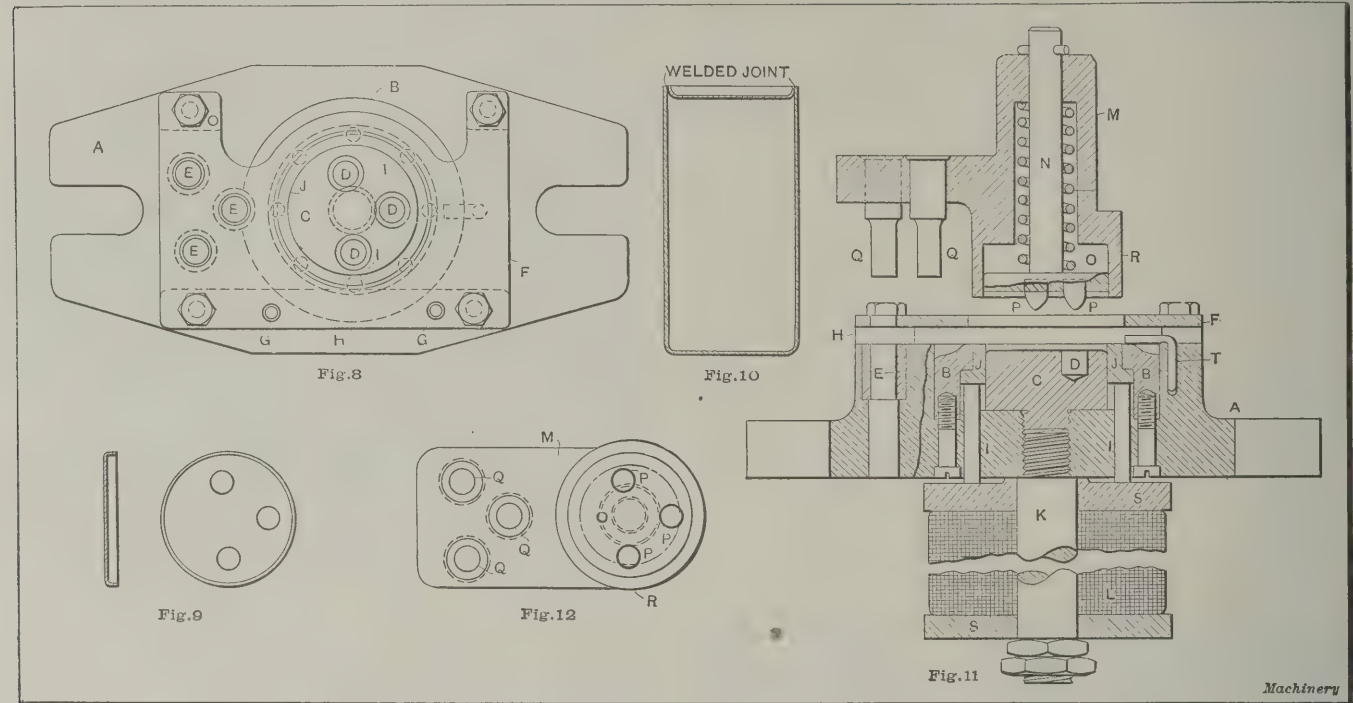 A
B
E
E
E
J
C
D
I
D
D
I
F
G
H
G
Fig.8
WELDED JOINT
Fig.10
Fig.9
M
Q
Q
Q
O
P
P
P
R
Fig.12
M
N
Q
Q
O
R
P
P
H
F
T
E
B
J
C
D
J
B
A
I
I
S
K
L
S
Fig.11
Machinery